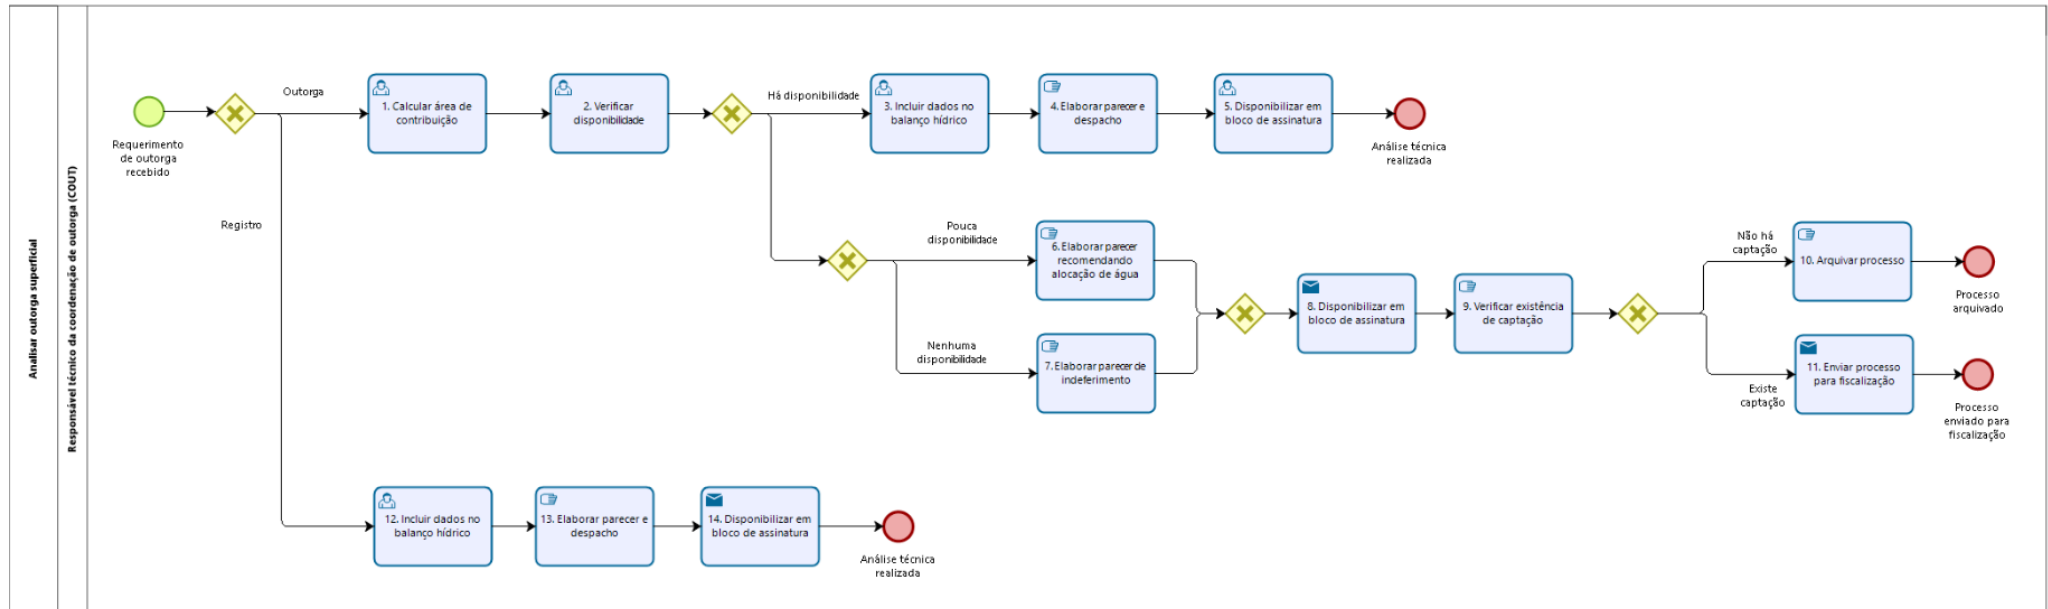 Analisar outorga superficial
Responsável técnico da coordenação de outorga (COUT)
Requerimento
de outorga
recebido
Outorga
Registro
1. Calcular área de
contribuição
2. Verificar
disponibilidade
Há disponibilidade
3. Incluir dados no
balanço hídrico
4. Elaborar parecer e
despacho
5. Disponibilizar em
bloco de assinatura
Análise técnica
realizada
Pouca
disponibilidade
6. Elaborar parecer
recomendando
alocação de água
Nenhuma
disponibilidade
7. Elaborar parecer de
indeferimento
8. Disponibilizar em
bloco de assinatura
9. Verificar existência
de captação
Não há
captação
10. Arquivar processo
Processo
arquivado
Existe
captação
11. Enviar processo
para fiscalização
Processo
enviado para
fiscalização
12. Incluir dados no
balanço hídrico
13. Elaborar parecer e
despacho
14. Disponibilizar em
bloco de assinatura
Análise técnica
realizada